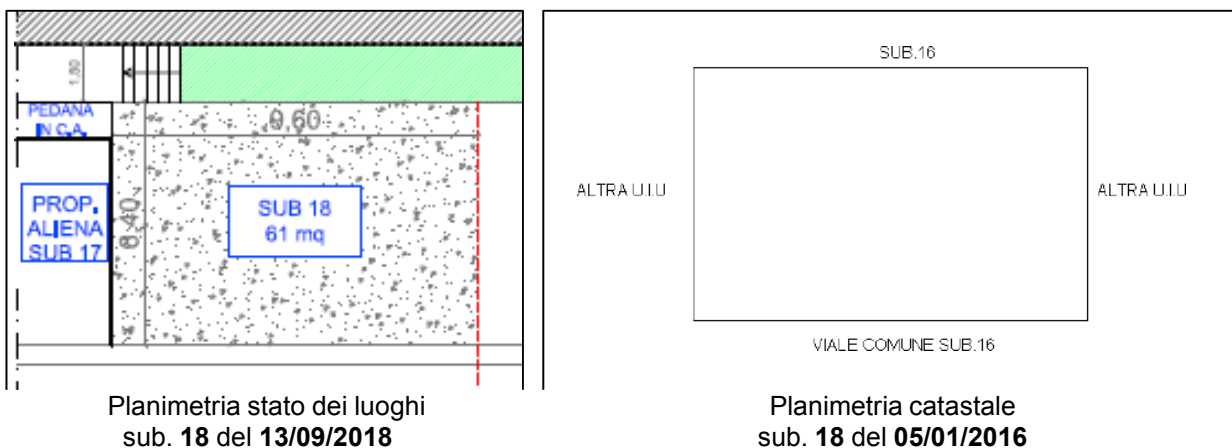 1,50
PEDANA
IN C.A.
9,60
PROP.
ALIENA
SUB 17
6,40
SUB 18
61 mq
SUB.16
ALTRA U.I.U
ALTRA U.I.U
VIALE COMUNE SUB.16
Planimetria stato dei luoghi
sub. 18 del 13/09/2018
Planimetria catastale
sub. 18 del 05/01/2016